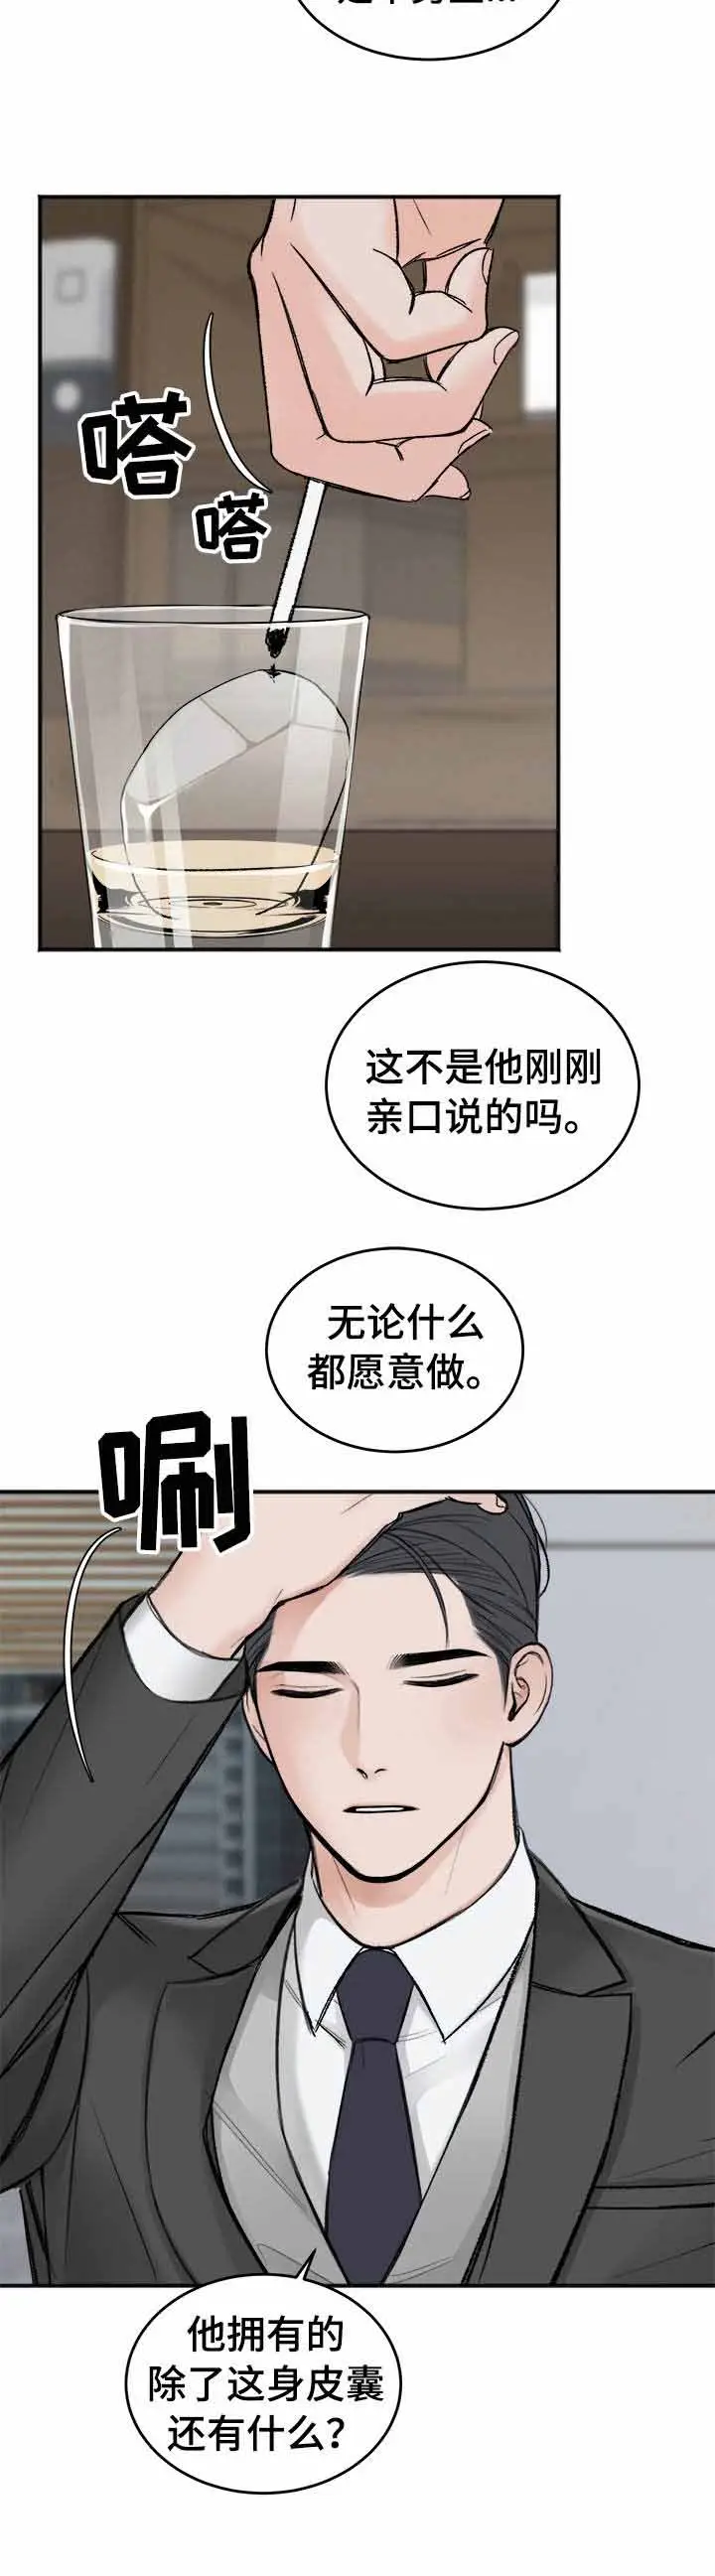 嗒
嗒
这不是他刚刚
亲口说的吗。
无论什么
都愿意做。
唰
他拥有的
除了这身皮囊
还有什么？